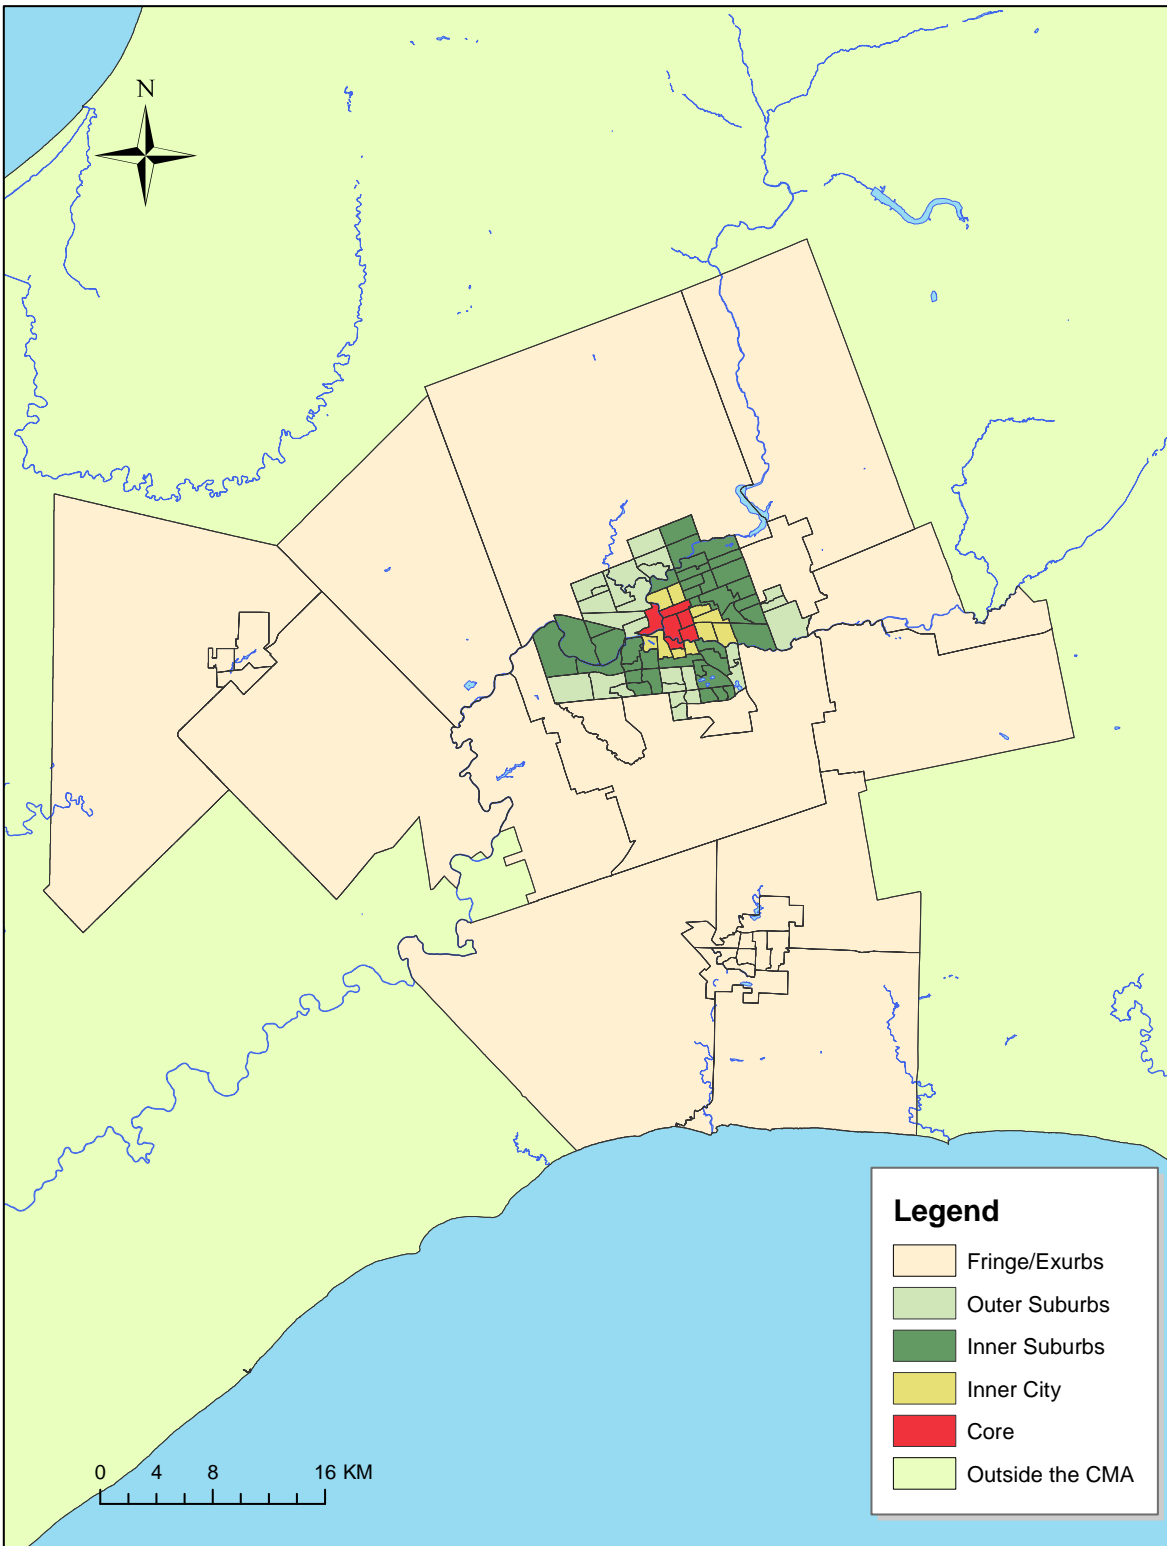 N
Legend
Fringe/Exurbs
Outer Suburbs
Inner Suburbs
Inner City
Core
Outside the CMA
0 4 8 16 KM